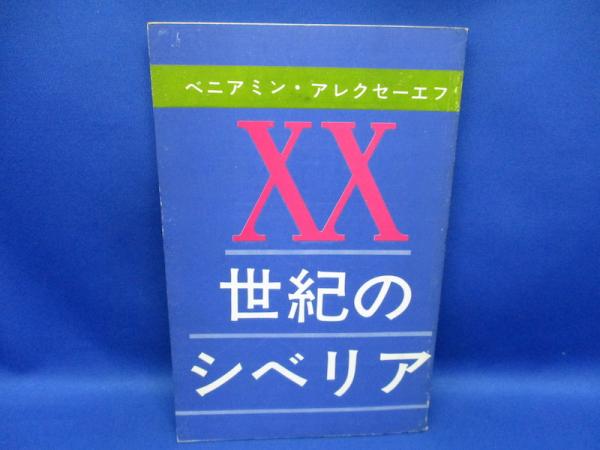 ベニアミン・アレクセーエフ
XX
世紀の
シベリア